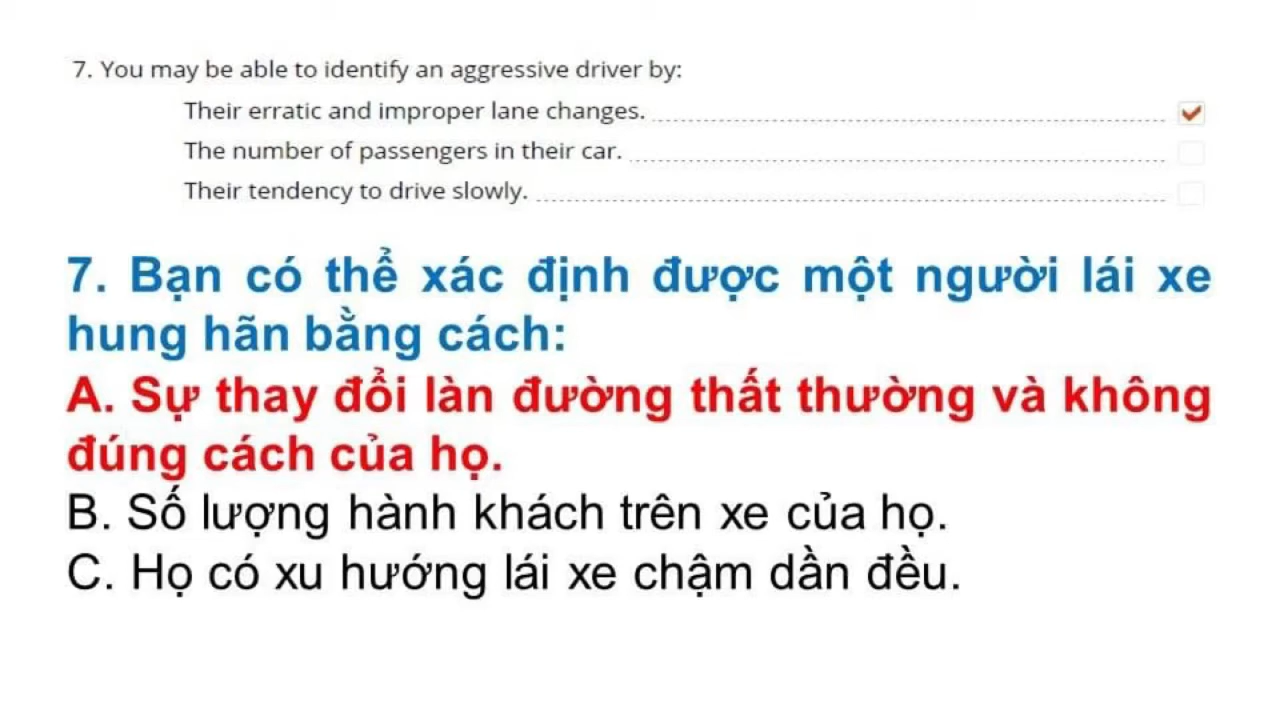 7. You may be able to identify an aggressive driver by:
Their erratic and improper lane changes.
The number of passengers in their car.
Their tendency to drive slowly.
7. Bạn có thể xác định được một người lái xe
hung hãn bằng cách:
A. Sự thay đổi làn đường thất thường và không
đúng cách của họ.
B. Số lượng hành khách trên xe của họ.
C. Họ có xu hướng lái xe chậm dần đều.